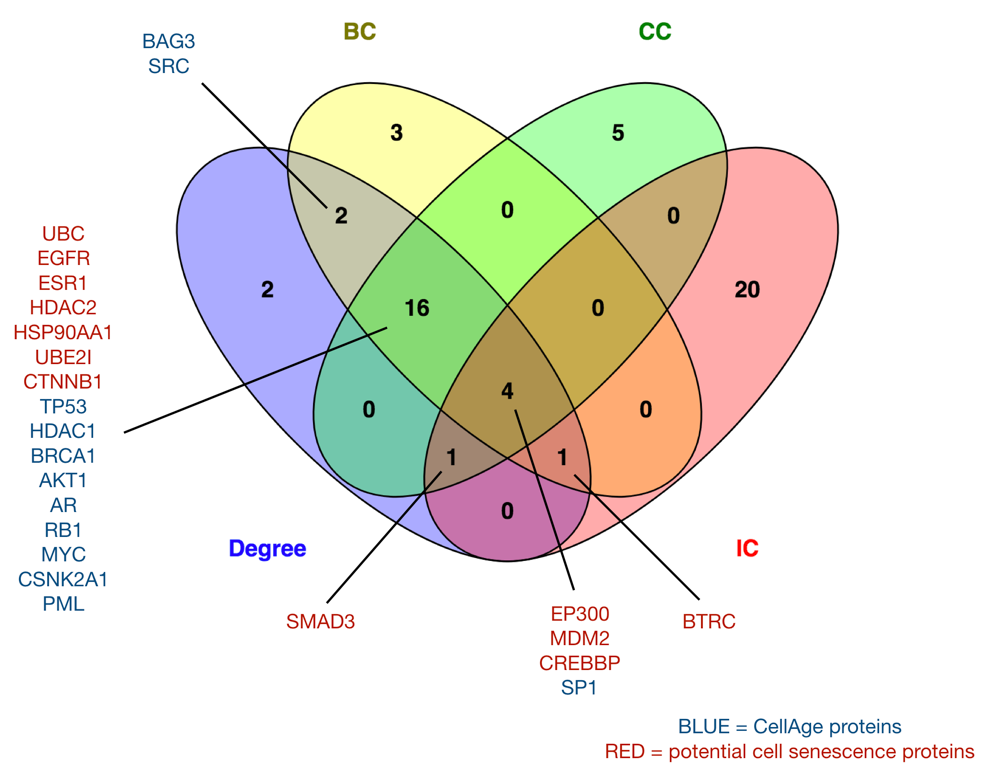 BC
CC
BAG3
SRC
3
5
2
0
0
UBC
EGFR
ESR1
HDAC2
HSP90AA1
UBE2I
CTNNB1
TP53
HDAC1
BRCA1
AKT1
AR
RB1
MYC
CSNK2A1
PML
2
16
0
20
4
0
0
1
1
0
Degree
IC
SMAD3
EP300
MDM2
CREBBP
SP1
BTRC
BLUE = CellAge proteins
RED = potential cell senescence proteins